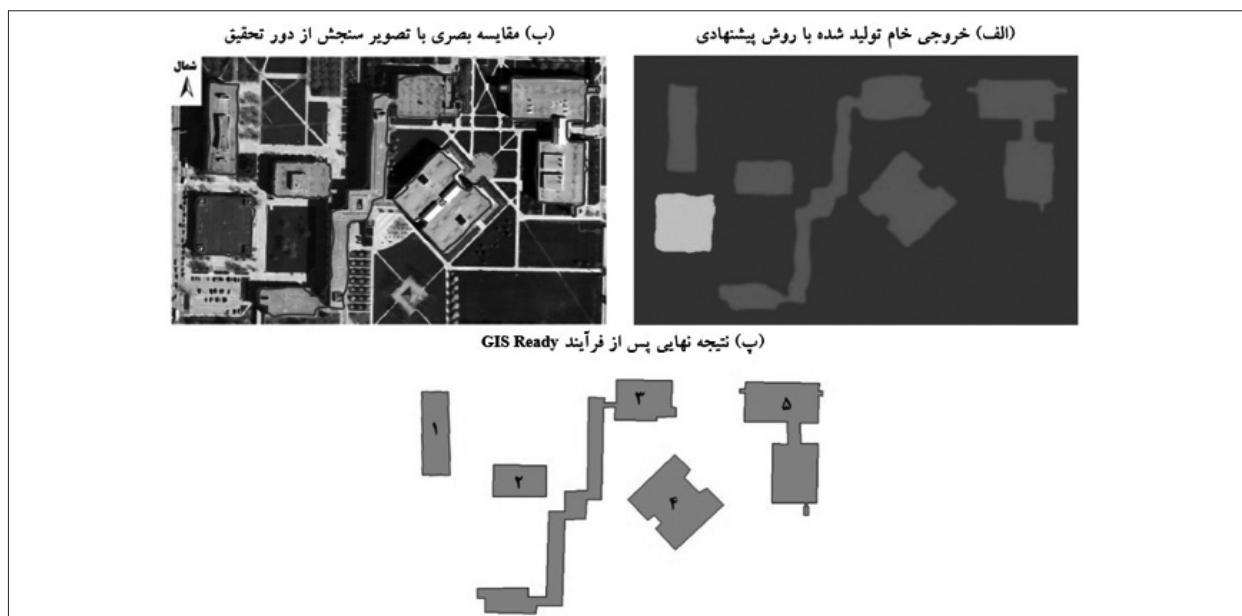 (الف) خروجی خام تولید شده با روش پیشنهادی
(ب) مقایسه بصری با تصویر سنجش از دور تحقیق
شمال
(پ) نتیجه نهایی پس از فرآیند GIS Ready
۱
۲
۳
۴
۵